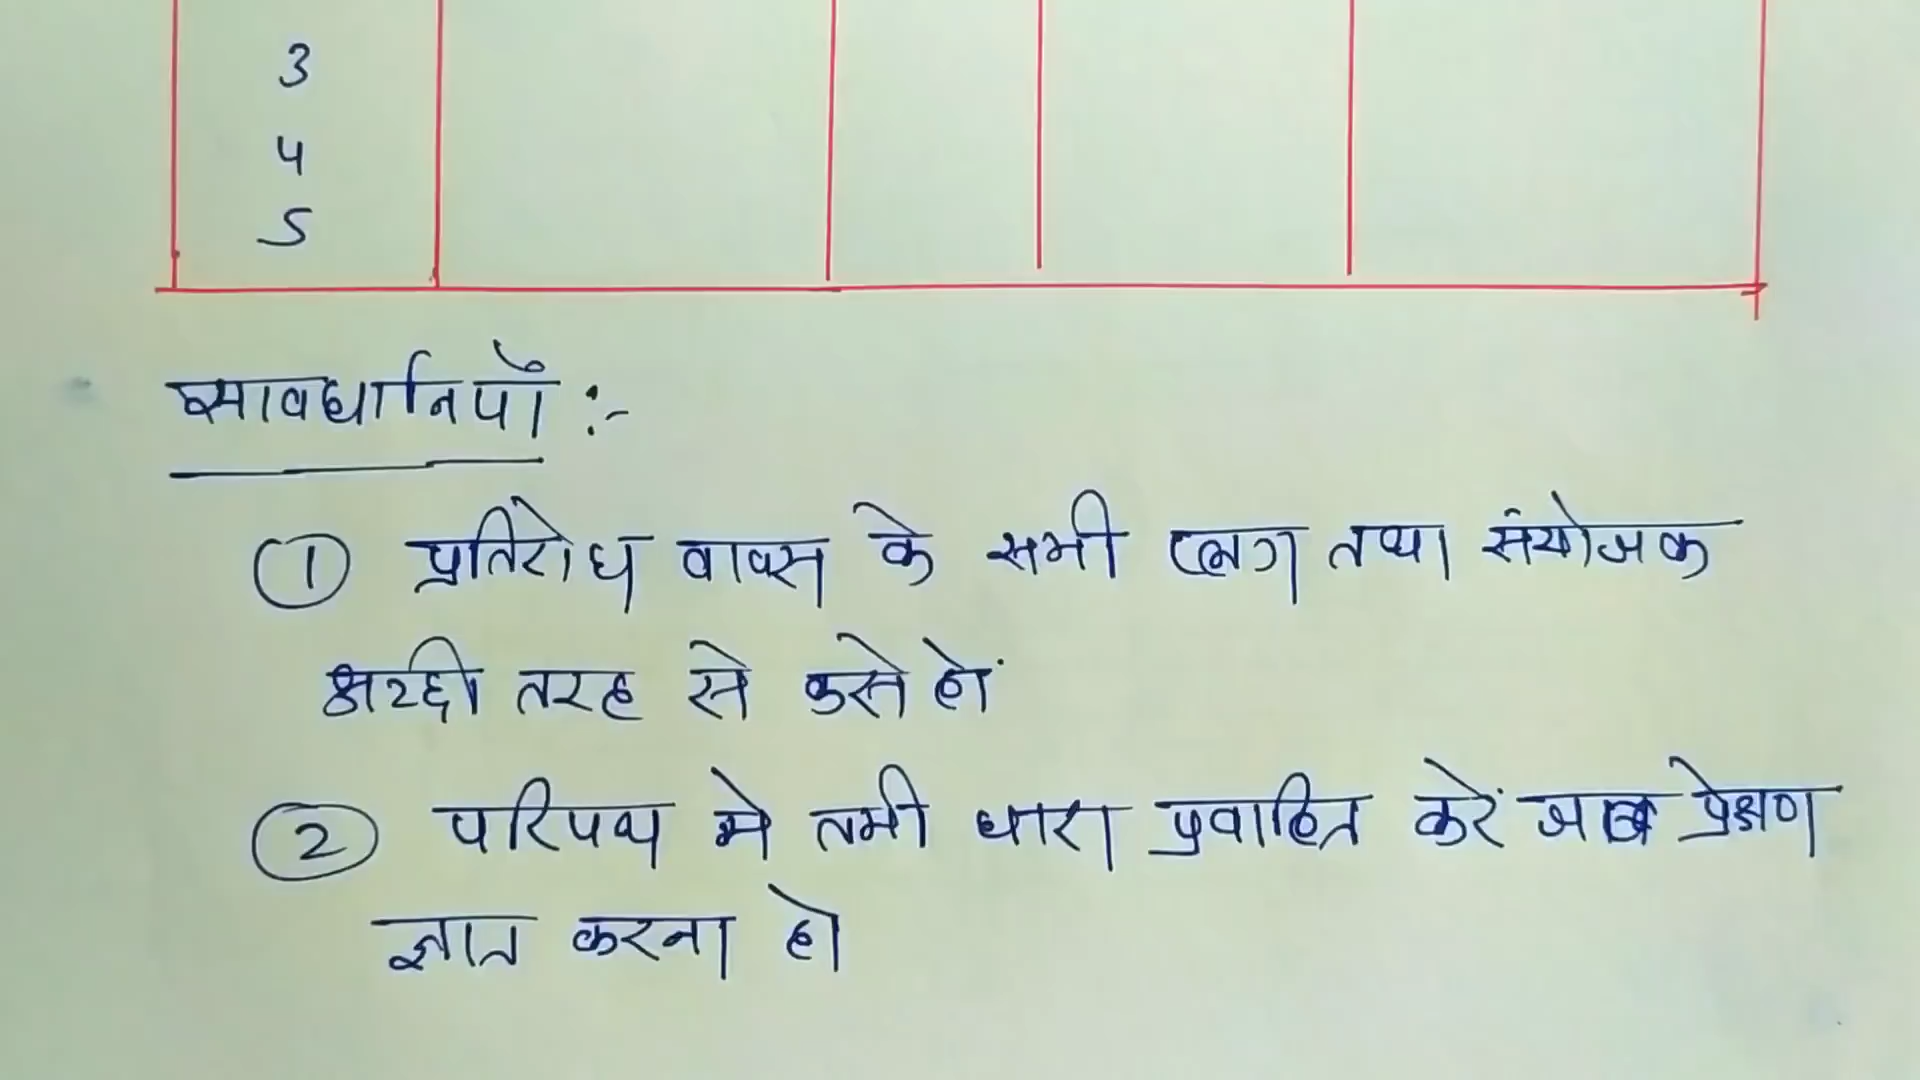 3
4
5
सावधानियाँ :-
① प्रतिरोध वाक्स के सभी प्लग तथा संयोजक
अच्छी तरह से कसे हों
② परिपथ मे तभी धारा प्रवाहित करें जब प्रेक्षण
ज्ञात करना हो